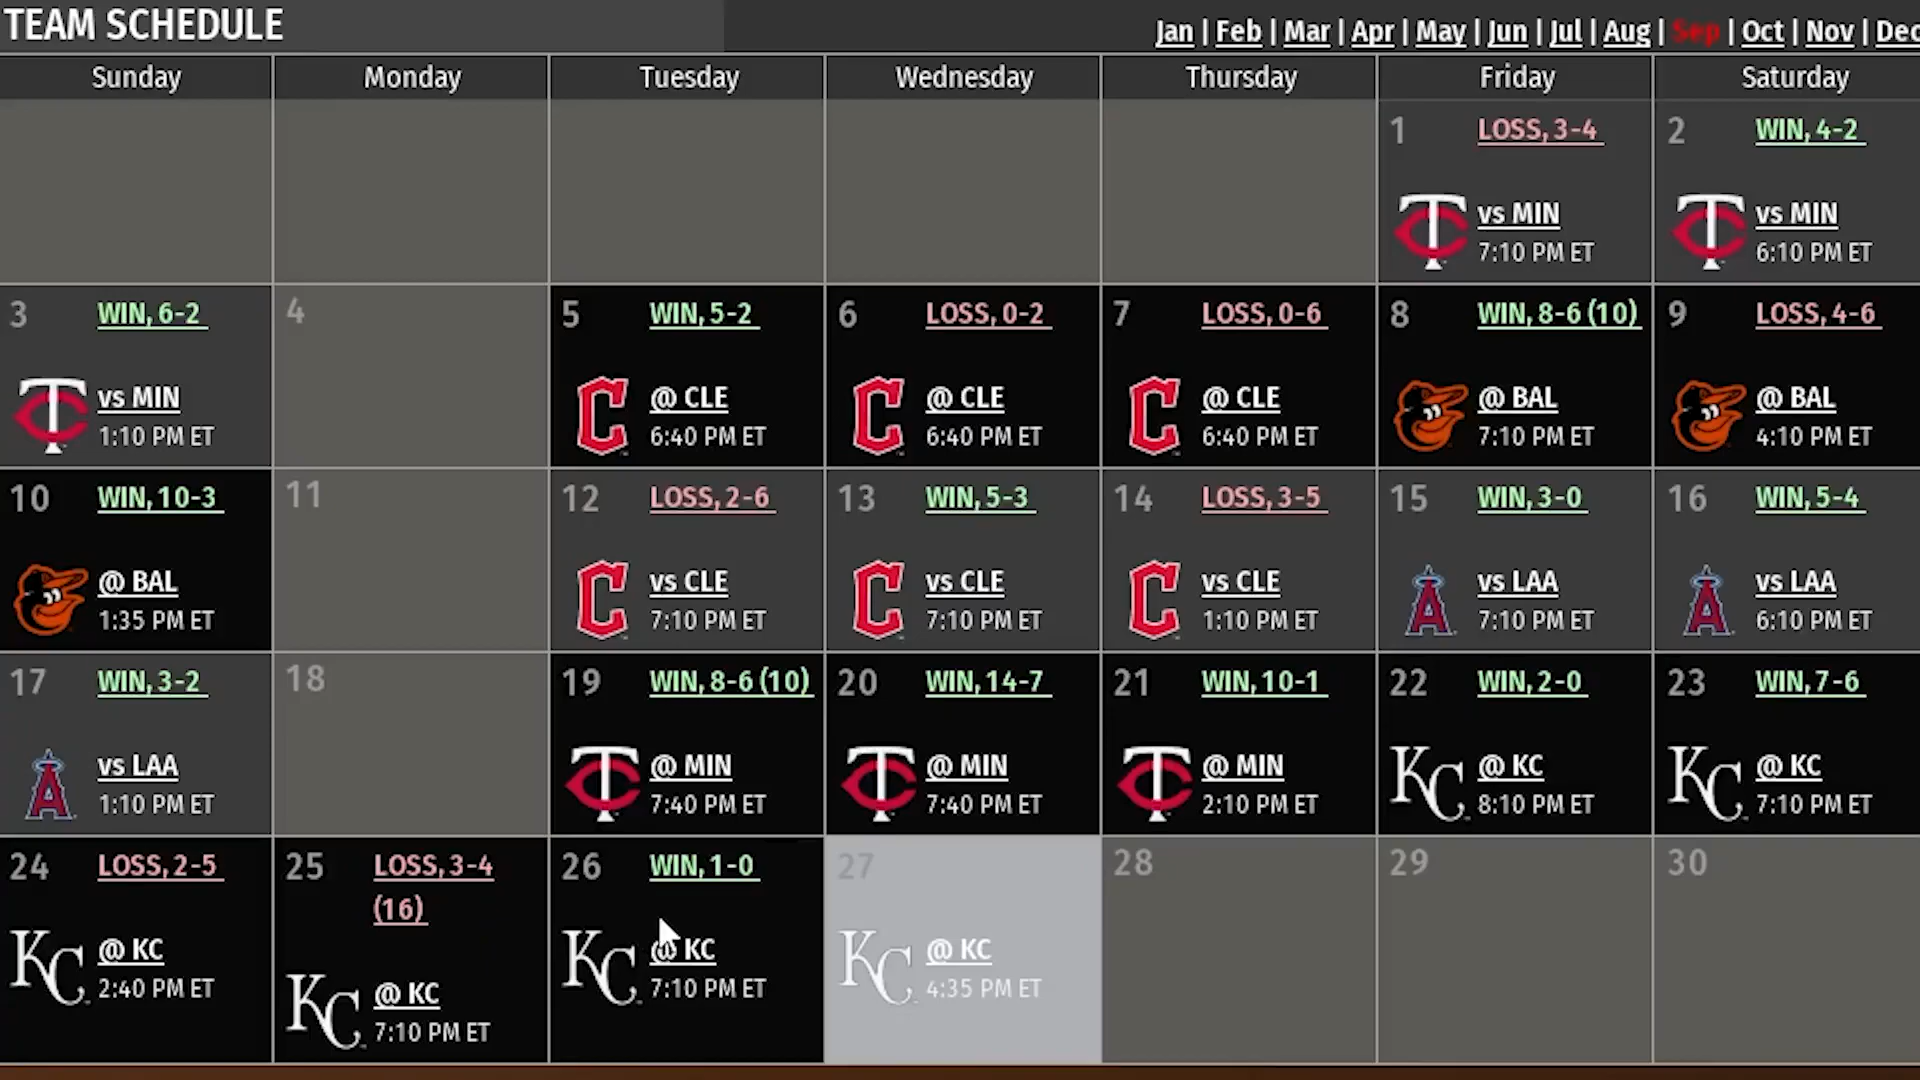 TEAM SCHEDULE
Jan | Feb | Mar | Apr | May | Jun | Jul | Aug | Sep | Oct | Nov | Dec
Sunday Monday Tuesday Wednesday Thursday Friday Saturday
1 LOSS, 3-4
vs MIN
7:10 PM ET
2 WIN, 4-2
vs MIN
6:10 PM ET
3 WIN, 6-2
vs MIN
1:10 PM ET
4
5 WIN, 5-2
@ CLE
6:40 PM ET
6 LOSS, 0-2
@ CLE
6:40 PM ET
7 LOSS, 0-6
@ CLE
6:40 PM ET
8 WIN, 8-6 (10)
@ BAL
7:10 PM ET
9 LOSS, 4-6
@ BAL
4:10 PM ET
10 WIN, 10-3
@ BAL
1:35 PM ET
11
12 LOSS, 2-6
vs CLE
7:10 PM ET
13 WIN, 5-3
vs CLE
7:10 PM ET
14 LOSS, 3-5
vs CLE
1:10 PM ET
15 WIN, 3-0
vs LAA
7:10 PM ET
16 WIN, 5-4
vs LAA
6:10 PM ET
17 WIN, 3-2
vs LAA
1:10 PM ET
18
19 WIN, 8-6 (10)
@ MIN
7:40 PM ET
20 WIN, 14-7
@ MIN
7:40 PM ET
21 WIN, 10-1
@ MIN
2:10 PM ET
22 WIN, 2-0
KC @ KC
8:10 PM ET
23 WIN, 7-6
KC @ KC
7:10 PM ET
24 LOSS, 2-5
KC @ KC
2:40 PM ET
25 LOSS, 3-4
(16)
KC @ KC
7:10 PM ET
26 WIN, 1-0
KC @ KC
7:10 PM ET
27
KC @ KC
4:35 PM ET
28
29
30